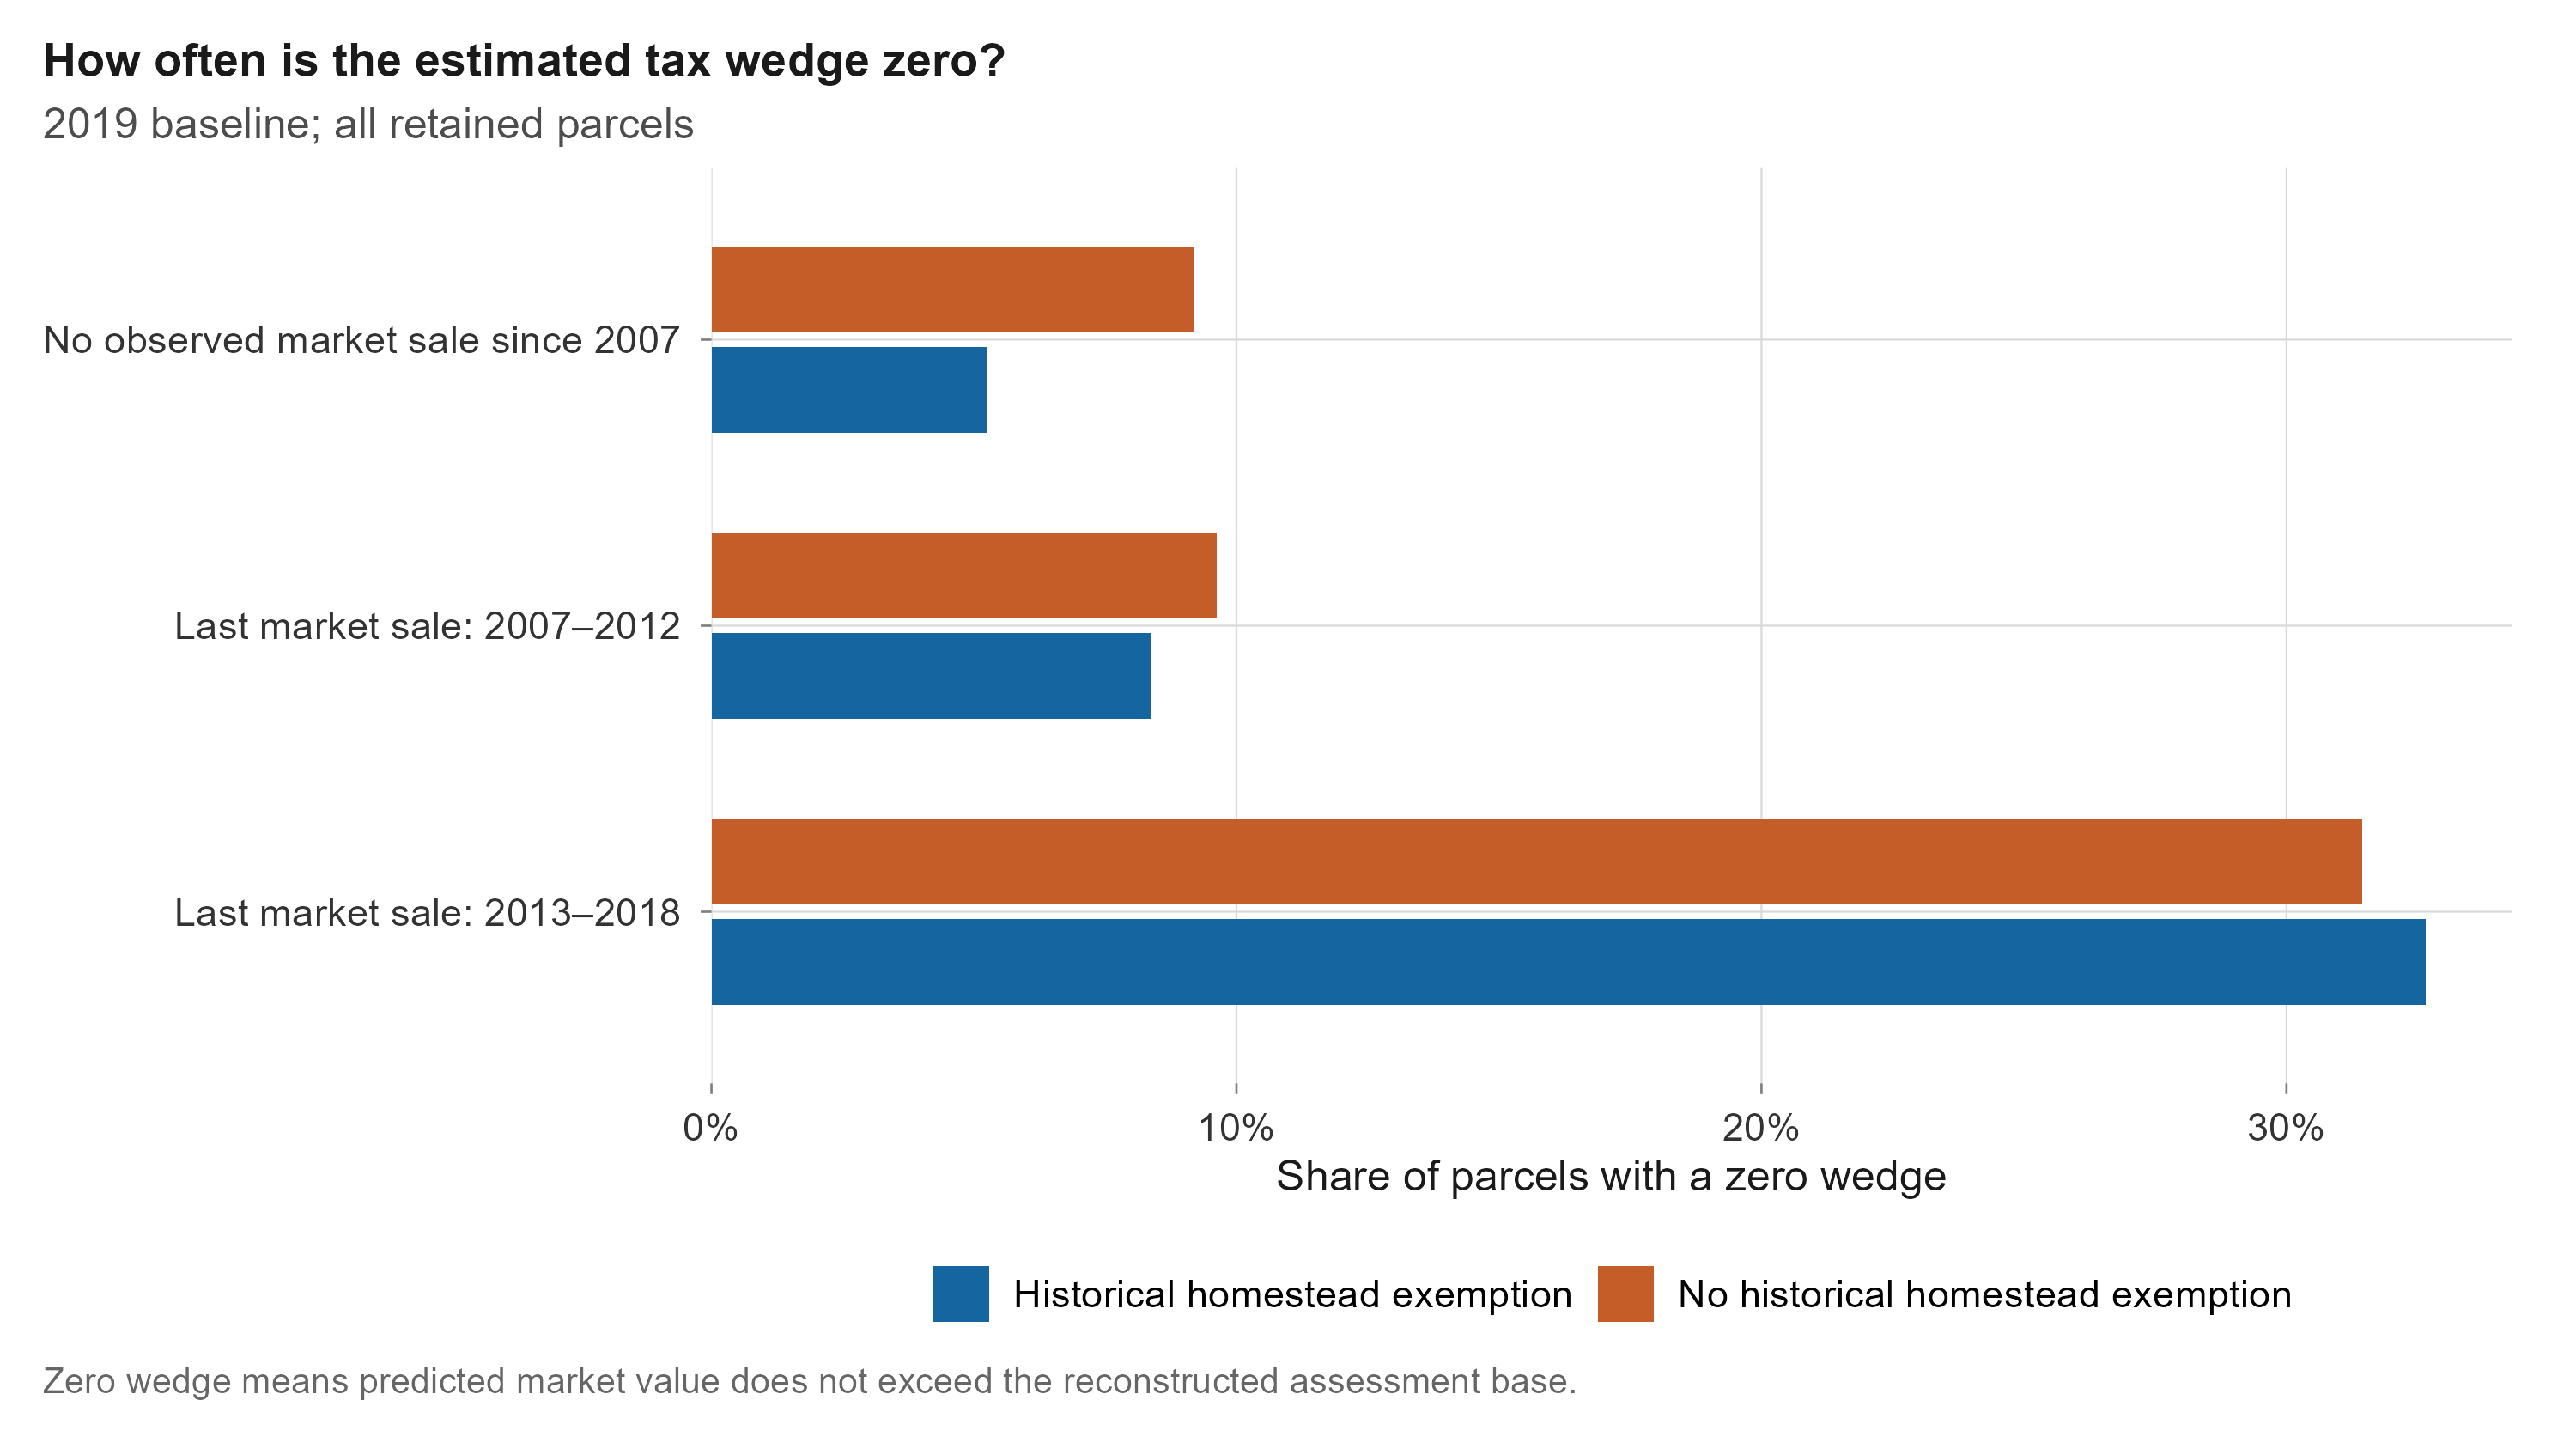 How often is the estimated tax wedge zero?
2019 baseline; all retained parcels
No observed market sale since 2007
Last market sale: 2007–2012
Last market sale: 2013–2018
0% 10% 20% 30%
Share of parcels with a zero wedge
Historical homestead exemption No historical homestead exemption
Zero wedge means predicted market value does not exceed the reconstructed assessment base.